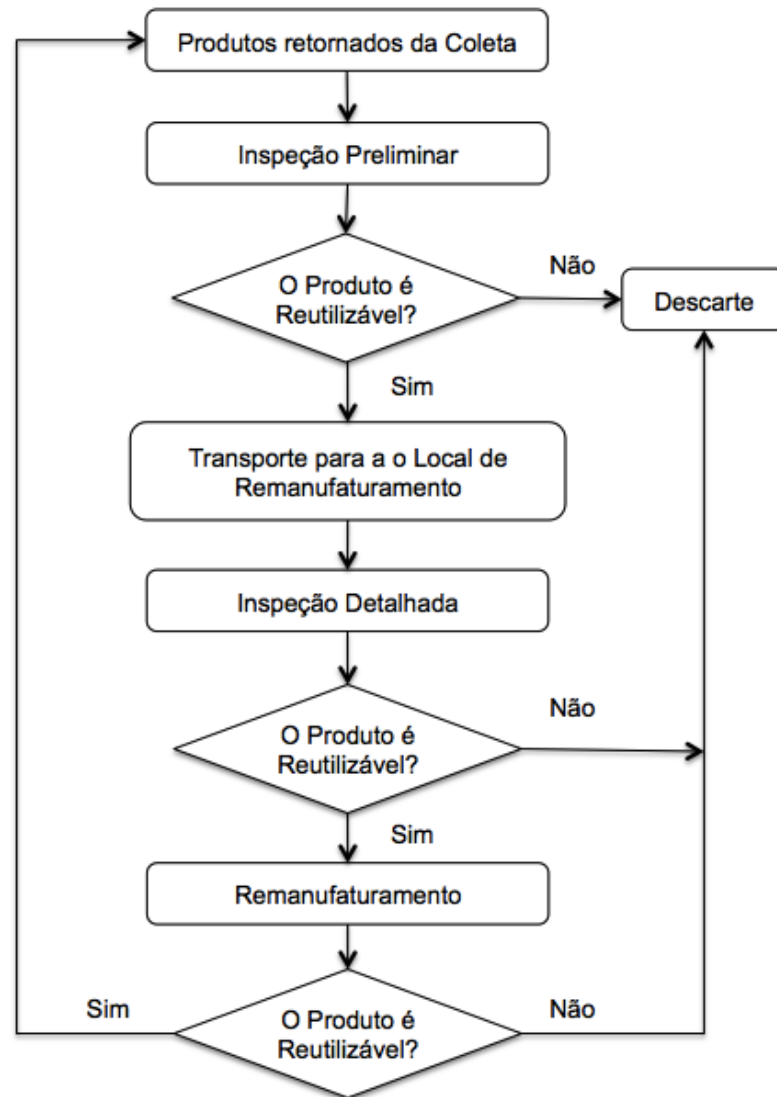 Produtos retornados da Coleta
Inspeção Preliminar
O Produto é
Reutilizável?
Não
Descarte
Sim
Transporte para a o Local de
Remanufaturamento
Inspeção Detalhada
O Produto é
Reutilizável?
Não
Sim
Remanufaturamento
Sim
O Produto é
Reutilizável?
Não